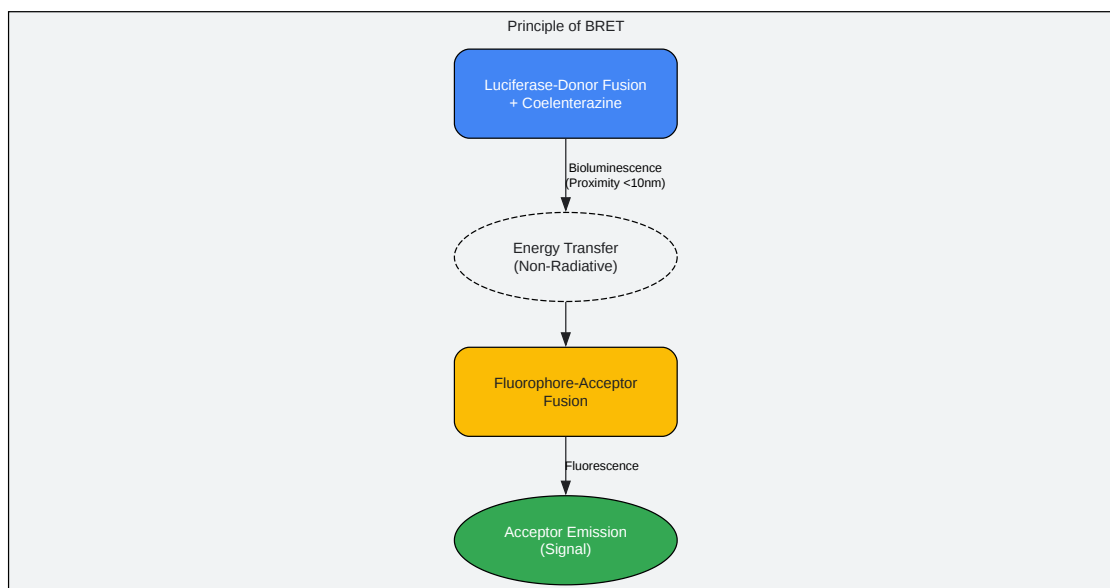 Principle of BRET
Luciferase-Donor Fusion
+ Coelenterazine
Bioluminescence
(Proximity <10nm)
Energy Transfer
(Non-Radiative)
Fluorophore-Acceptor
Fusion
Fluorescence
Acceptor Emission
(Signal)